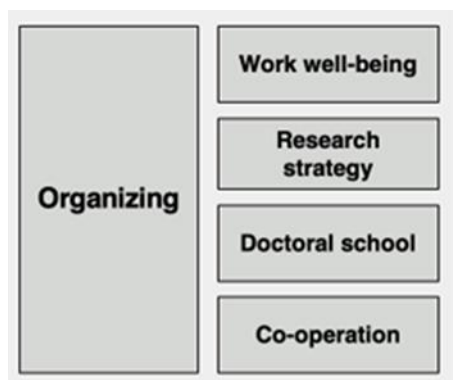 Organizing
Work well-being
Research
strategy
Doctoral school
Co-operation